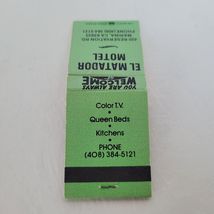 EL MATADOR
MOTEL
YOU ARE ALWAYS
WELCOME
Color T.V.
Queen Beds
Kitchens
PHONE
(408) 384-5121